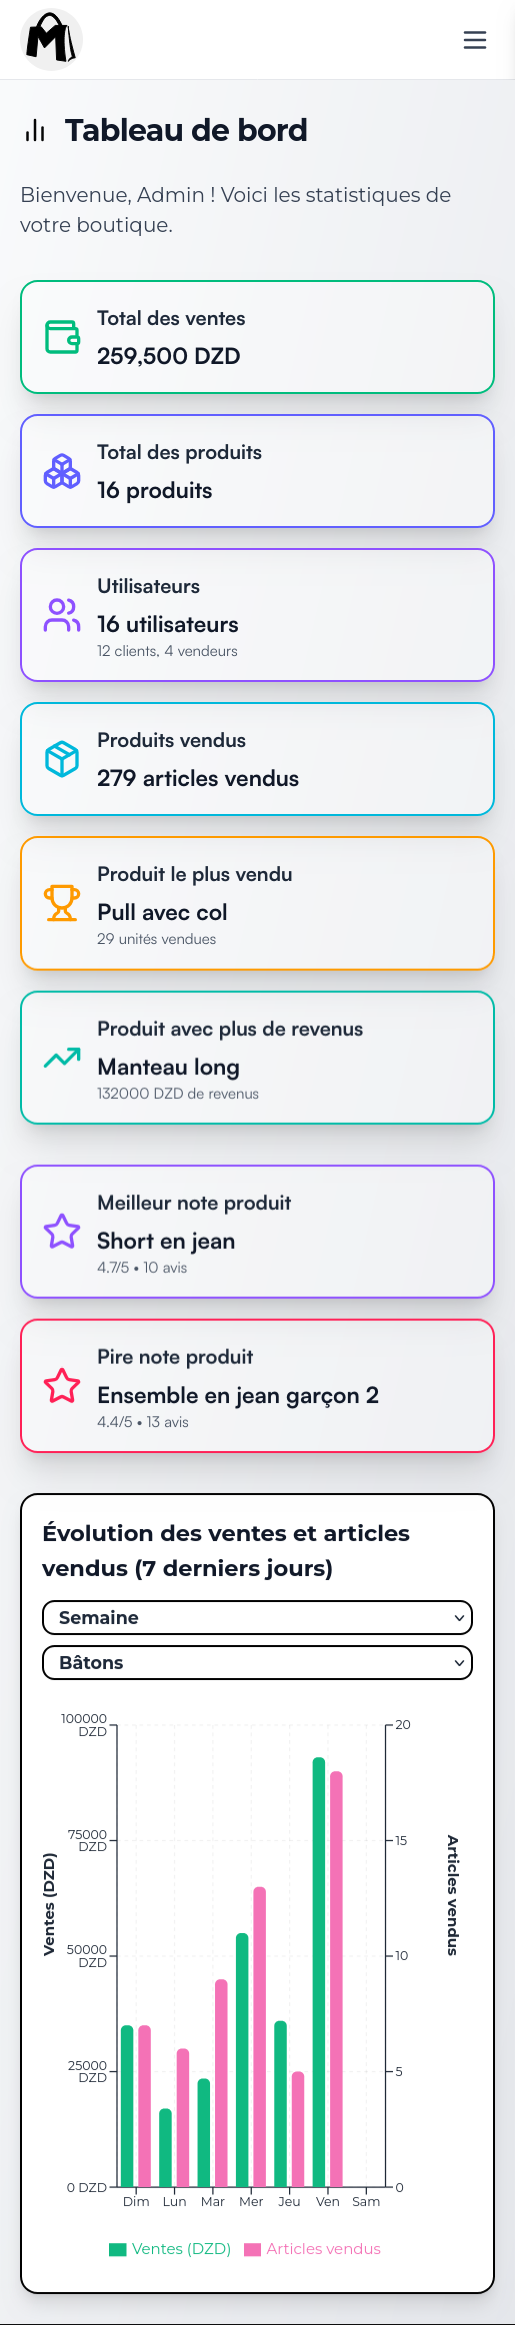 M
Tableau de bord
Bienvenue, Admin ! Voici les statistiques de
votre boutique.
Total des ventes
259,500 DZD
Total des produits
16 produits
Utilisateurs
16 utilisateurs
12 clients, 4 vendeurs
Produits vendus
279 articles vendus
Produit le plus vendu
Pull avec col
29 unités vendues
Produit avec plus de revenus
Manteau long
132000 DZD de revenus
Meilleur note produit
Short en jean
4.7/5 • 10 avis
Pire note produit
Ensemble en jean garçon 2
4.4/5 • 13 avis
Évolution des ventes et articles
vendus (7 derniers jours)
Semaine
Bâtons
100000
DZD
75000
DZD
50000
DZD
25000
DZD
0 DZD
Ventes (DZD)
20
15
10
5
0
Articles vendus
Dim Lun Mar Mer Jeu Ven Sam
Ventes (DZD) Articles vendus